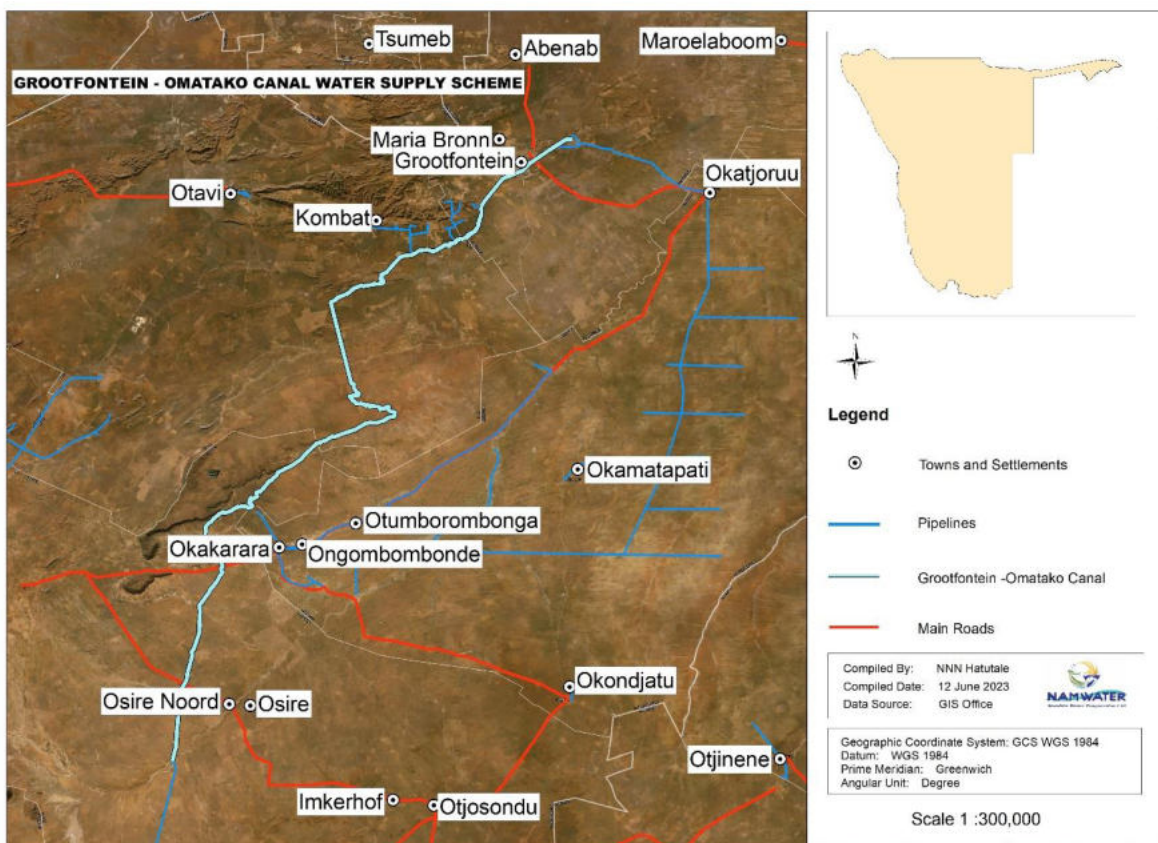 GROOTFONTEIN - OMATAKO CANAL WATER SUPPLY SCHEME
Tsumeb
Abenab
Maroelaboom
Maria Bronn
Grootfontein
Otavi
Okatjoruu
Kombat
Okamatapati
Otumborombonga
Okakarara
Ongombombonde
Osire Noord
Osire
Okondjatu
Otjinene
Imkerhof
Otjosondu
N
Legend
Towns and Settlements
Pipelines
Grootfontein -Omatako Canal
Main Roads
Compiled By: NNN Hatutale
Compiled Date: 12 June 2023
Data Source: GIS Office
NAMWATER
Geographic Coordinate System: GCS WGS 1984
Datum: WGS 1984
Prime Meridian: Greenwich
Angular Unit: Degree
Scale 1 :300,000